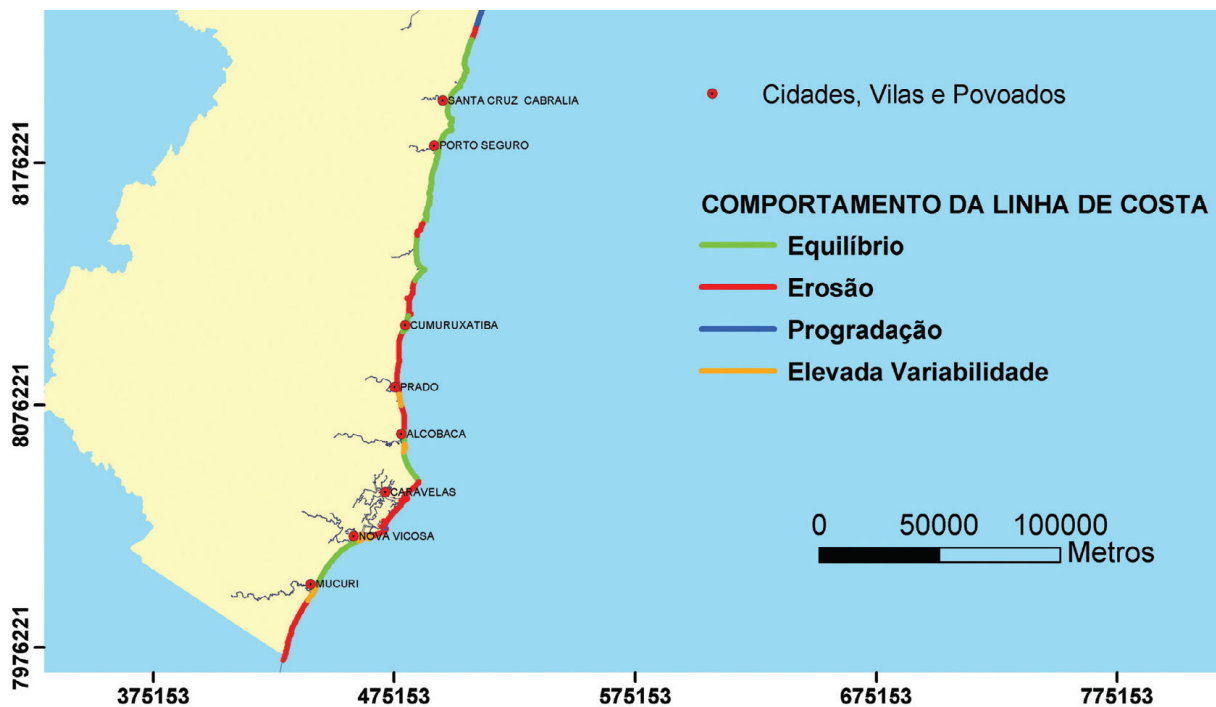 SANTA CRUZ CABRALIA
PORTO SEGURO
CUMURUXATIBA
PRADO
ALCOBACA
CARAVELAS
NOVA VICOSA
MUCURI
Cidades, Vilas e Povoados
COMPORTAMENTO DA LINHA DE COSTA
Equilíbrio
Erosão
Progradação
Elevada Variabilidade
0 50000 100000
Metros
8176221
8076221
7976221
375153 475153 575153 675153 775153